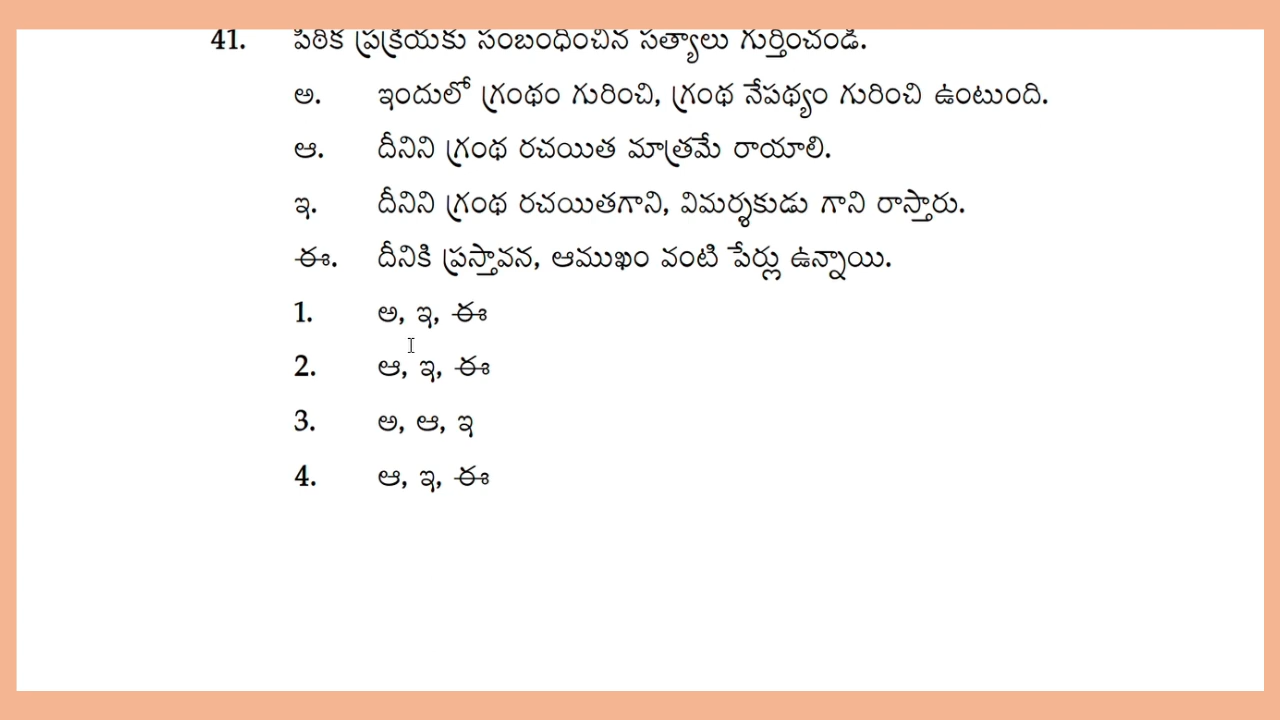 41. పీఠిక ప్రక్రియకు సంబంధించిన సత్యాలు గుర్తించండి.
అ. ఇందులో గ్రంథం గురించి, గ్రంథ నేపథ్యం గురించి ఉంటుంది.
ఆ. దీనిని గ్రంథ రచయిత మాత్రమే రాయాలి.
ఇ. దీనిని గ్రంథ రచయితగాని, విమర్శకుడు గాని రాస్తారు.
ఈ. దీనికి ప్రస్తావన, ఆముఖం వంటి పేర్లు ఉన్నాయి.
1. అ, ఇ, ఈ
2. ఆ, ఇ, ఈ
3. అ, ఆ, ఇ
4. ఆ, ఇ, ఈ